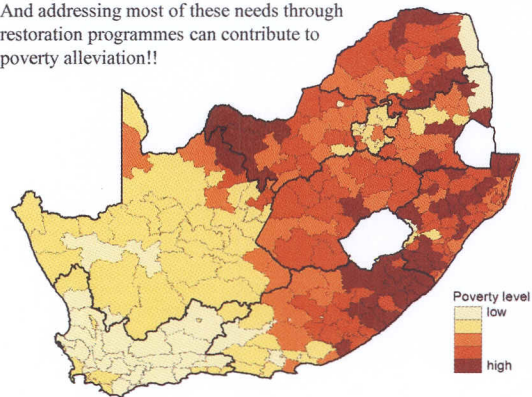 And addressing most of these needs through
restoration programmes can contribute to
poverty alleviation!!
Poverty level
low
high